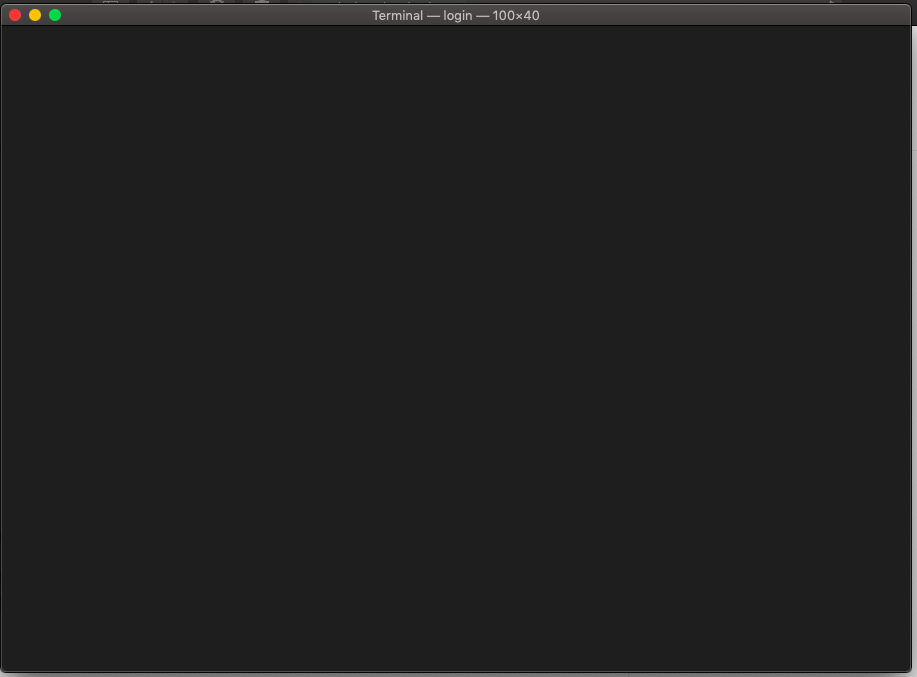 Terminal — login — 100×40